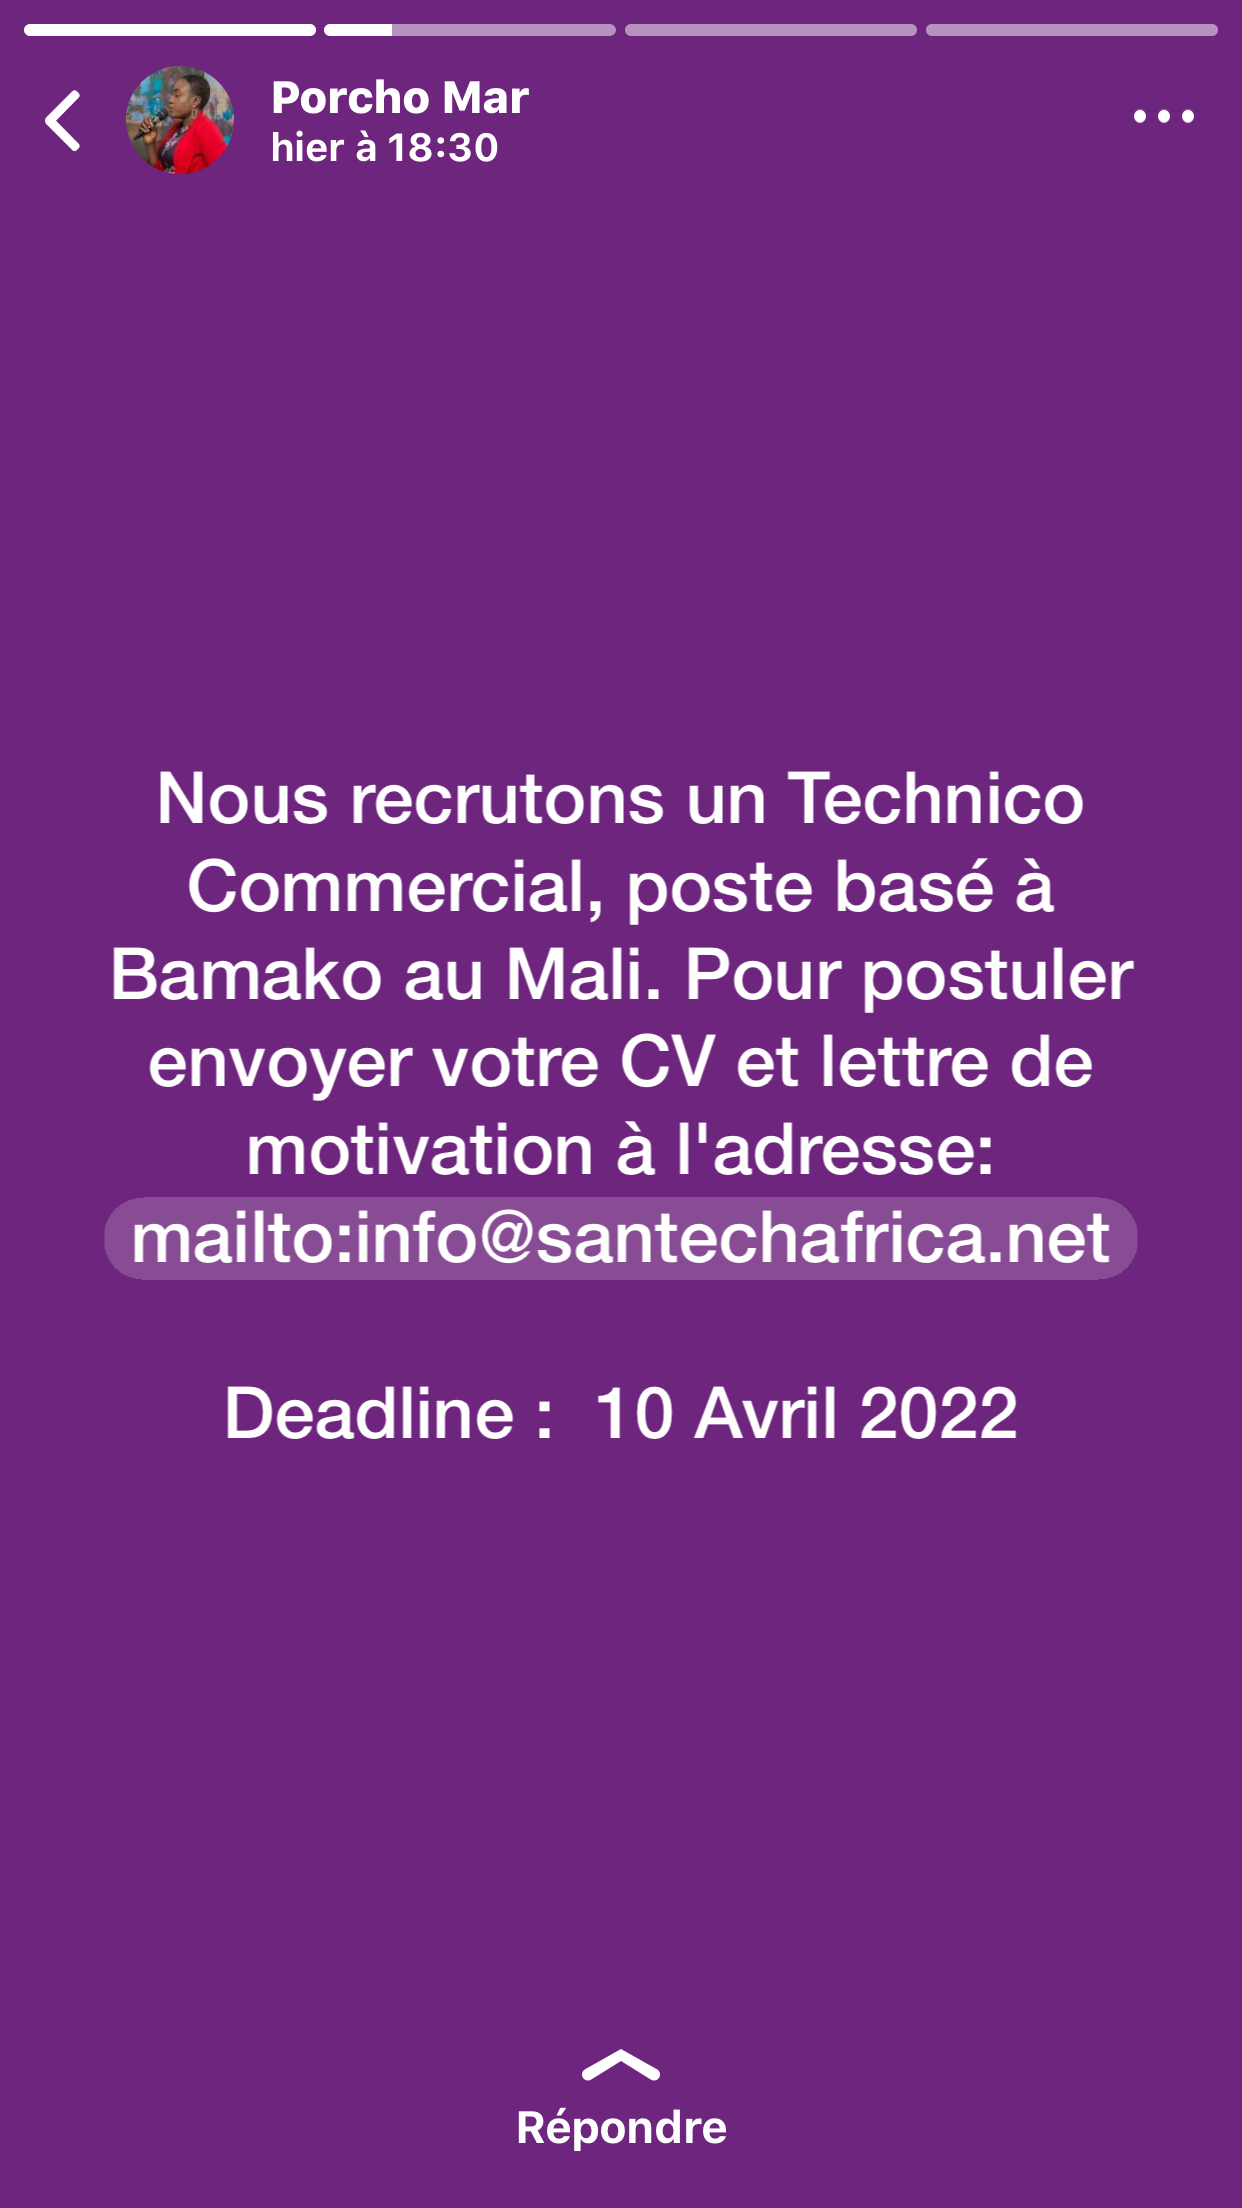 Porcho Mar
hier à 18:30
Nous recrutons un Technico
Commercial, poste basé à
Bamako au Mali. Pour postuler
envoyer votre CV et lettre de
motivation à l'adresse:
mailto:info@santechafrica.net
Deadline :  10 Avril 2022
Répondre